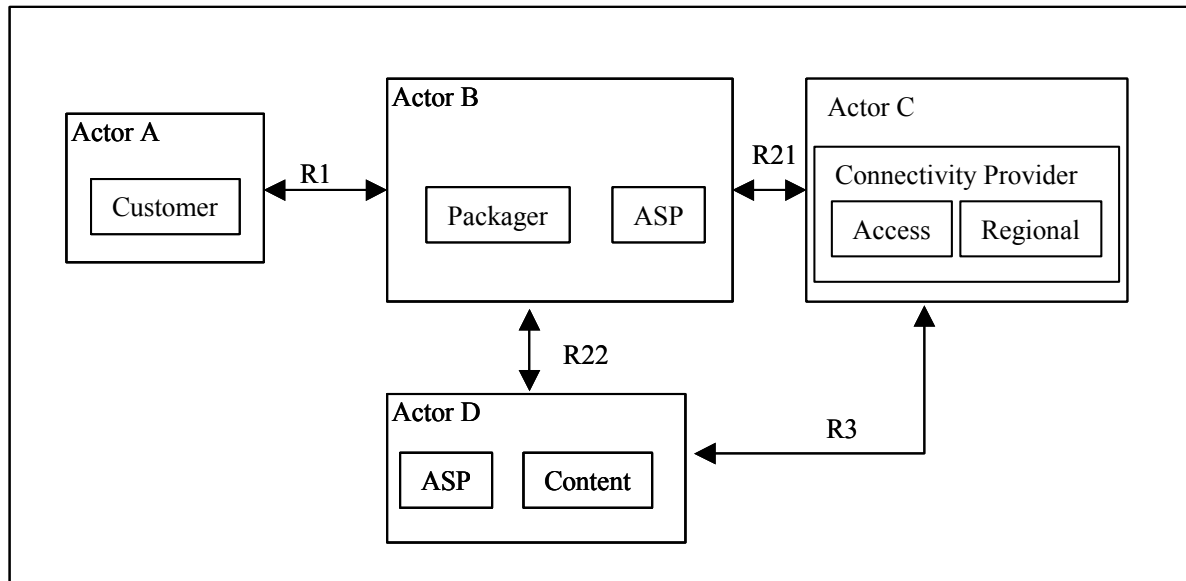 Actor A
Customer
R1
Actor B
Packager
ASP
R21
Actor C
Connectivity Provider
Access
Regional
R22
Actor D
ASP
Content
R3